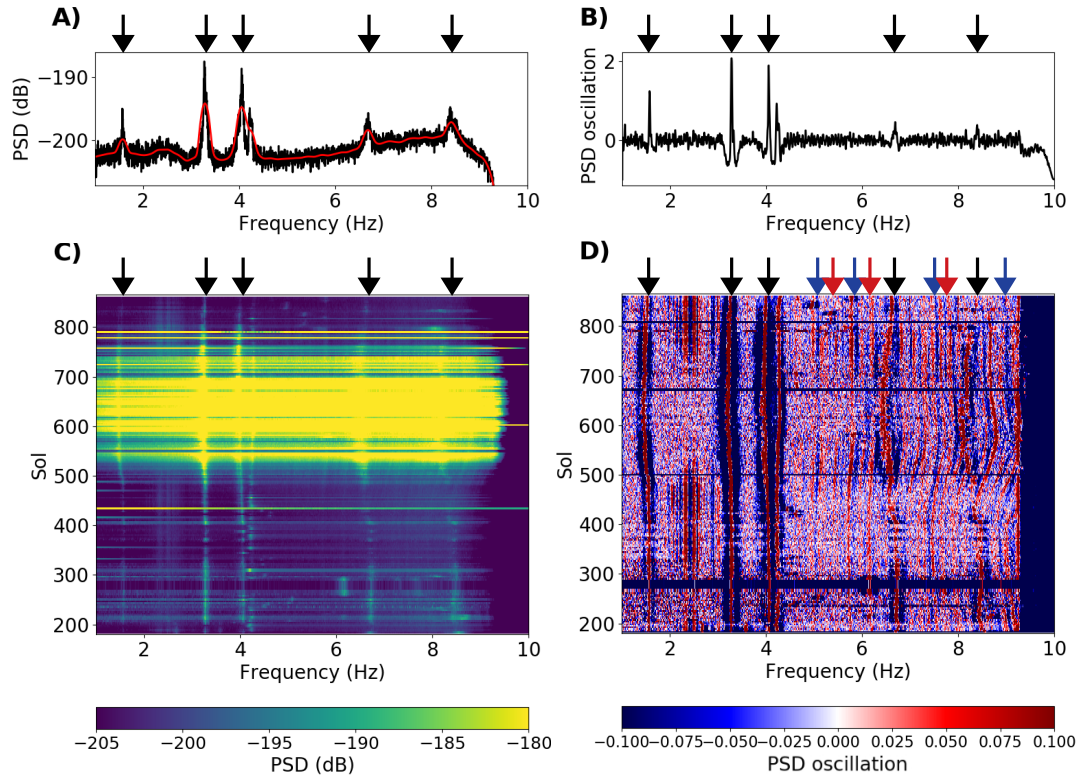 A)
PSD (dB)
−190
−200
2 4 6 8 10
Frequency (Hz)
B)
PSD oscillation
2
0
2 4 6 8 10
Frequency (Hz)
C)
Sol
800
700
600
500
400
300
200
2 4 6 8 10
Frequency (Hz)
−205 −200 −195 −190 −185 −180
PSD (dB)
D)
Sol
800
700
600
500
400
300
200
2 4 6 8 10
Frequency (Hz)
−0.100 −0.075 −0.050 −0.025 0.000 0.025 0.050 0.075 0.100
PSD oscillation